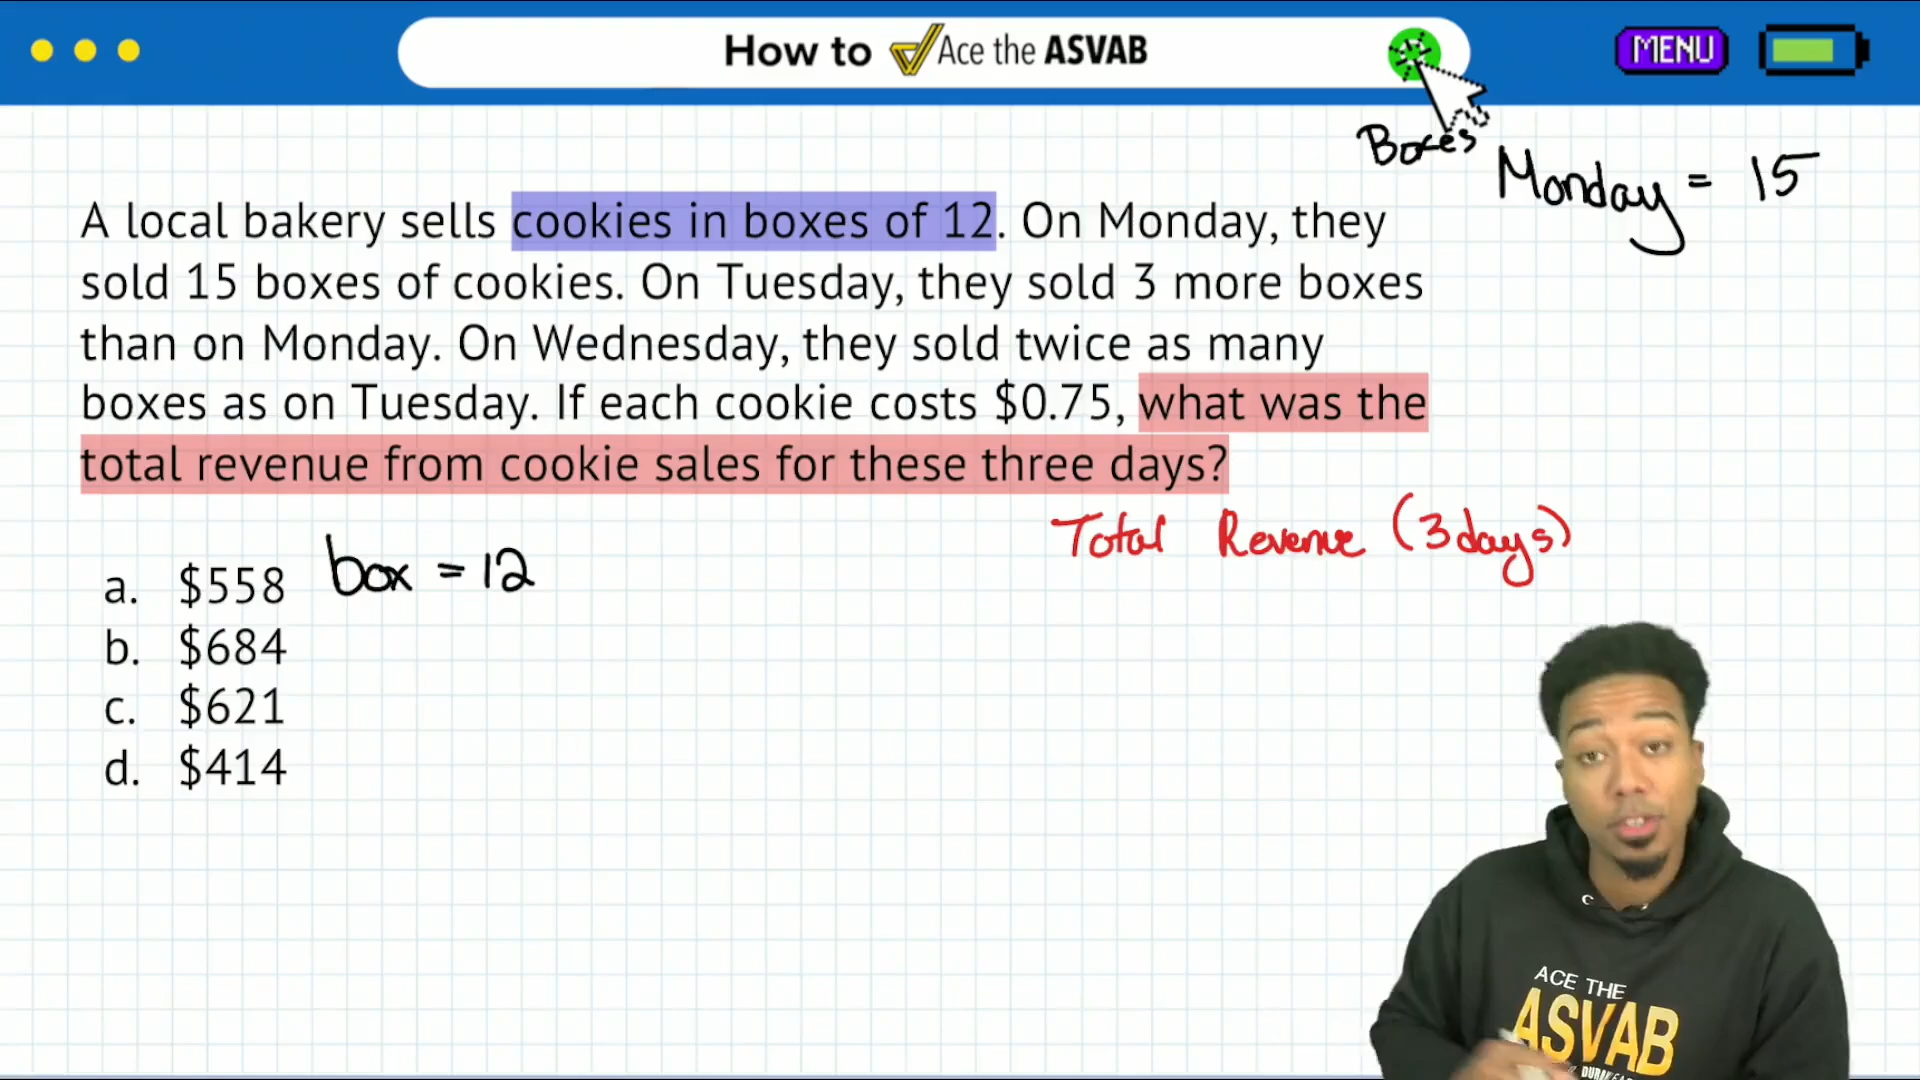 How to Ace the ASVAB
MENU
Boxes
Monday = 15
A local bakery sells cookies in boxes of 12. On Monday, they
sold 15 boxes of cookies. On Tuesday, they sold 3 more boxes
than on Monday. On Wednesday, they sold twice as many
boxes as on Tuesday. If each cookie costs $0.75, what was the
total revenue from cookie sales for these three days?
Total Revenue (3days)
box = 12
a. $558
b. $684
c. $621
d. $414
ACE THE
ASVAB